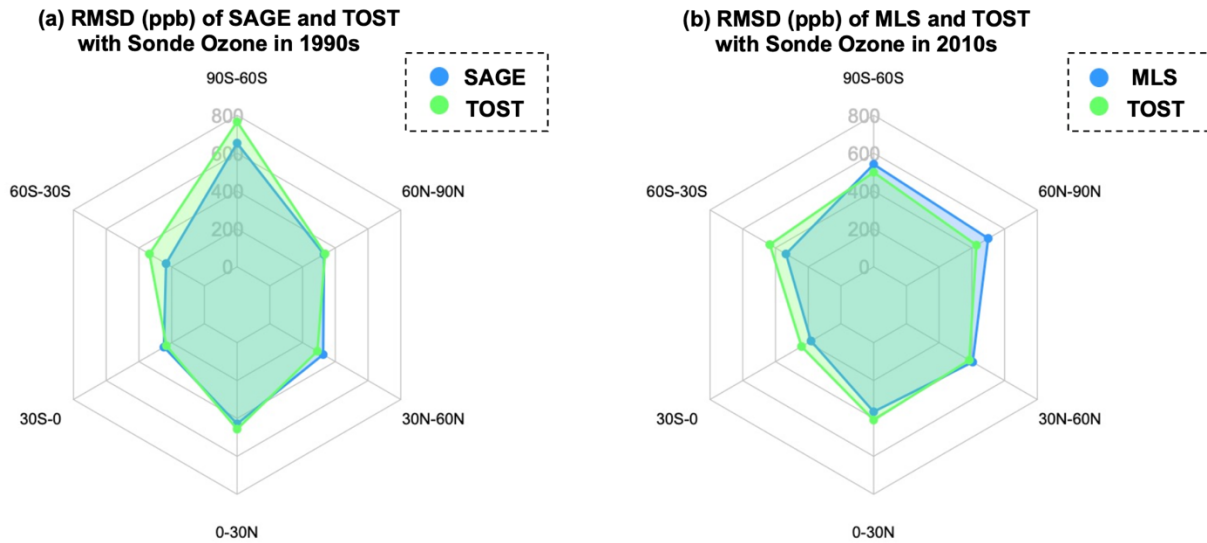 (a) RMSD (ppb) of SAGE and TOST
with Sonde Ozone in 1990s
90S-60S
SAGE
TOST
800
600
400
200
0
60S-30S
60N-90N
30S-0
30N-60N
0-30N
(b) RMSD (ppb) of MLS and TOST
with Sonde Ozone in 2010s
90S-60S
MLS
TOST
800
600
400
200
0
60S-30S
60N-90N
30S-0
30N-60N
0-30N